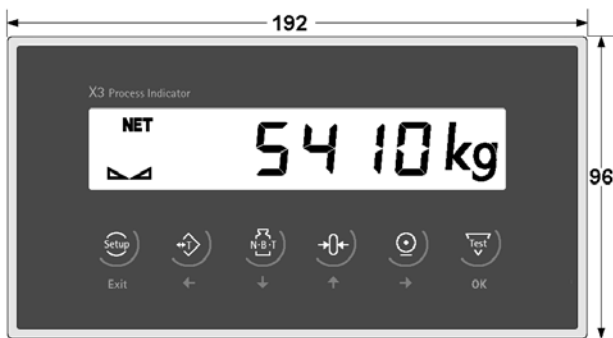 192
X3 Process Indicator
NET
5410 kg
96
Setup
T
N-B-T
0
Test
Exit
← ↓ ↑ →
OK